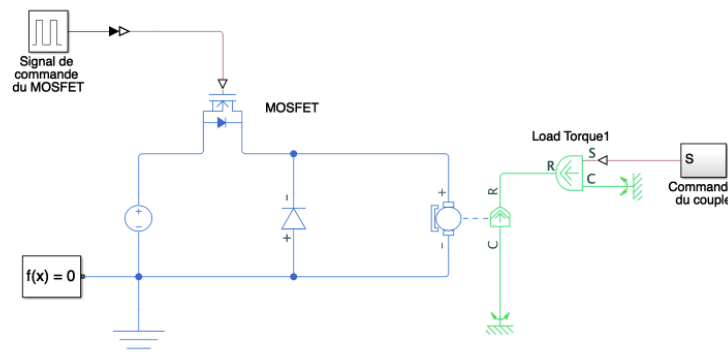 Signal de
commande
du MOSFET
MOSFET
Load Torque1
S
R
C
S
Command
du couple
R
C
+
-
-
+
+
-
f(x) = 0